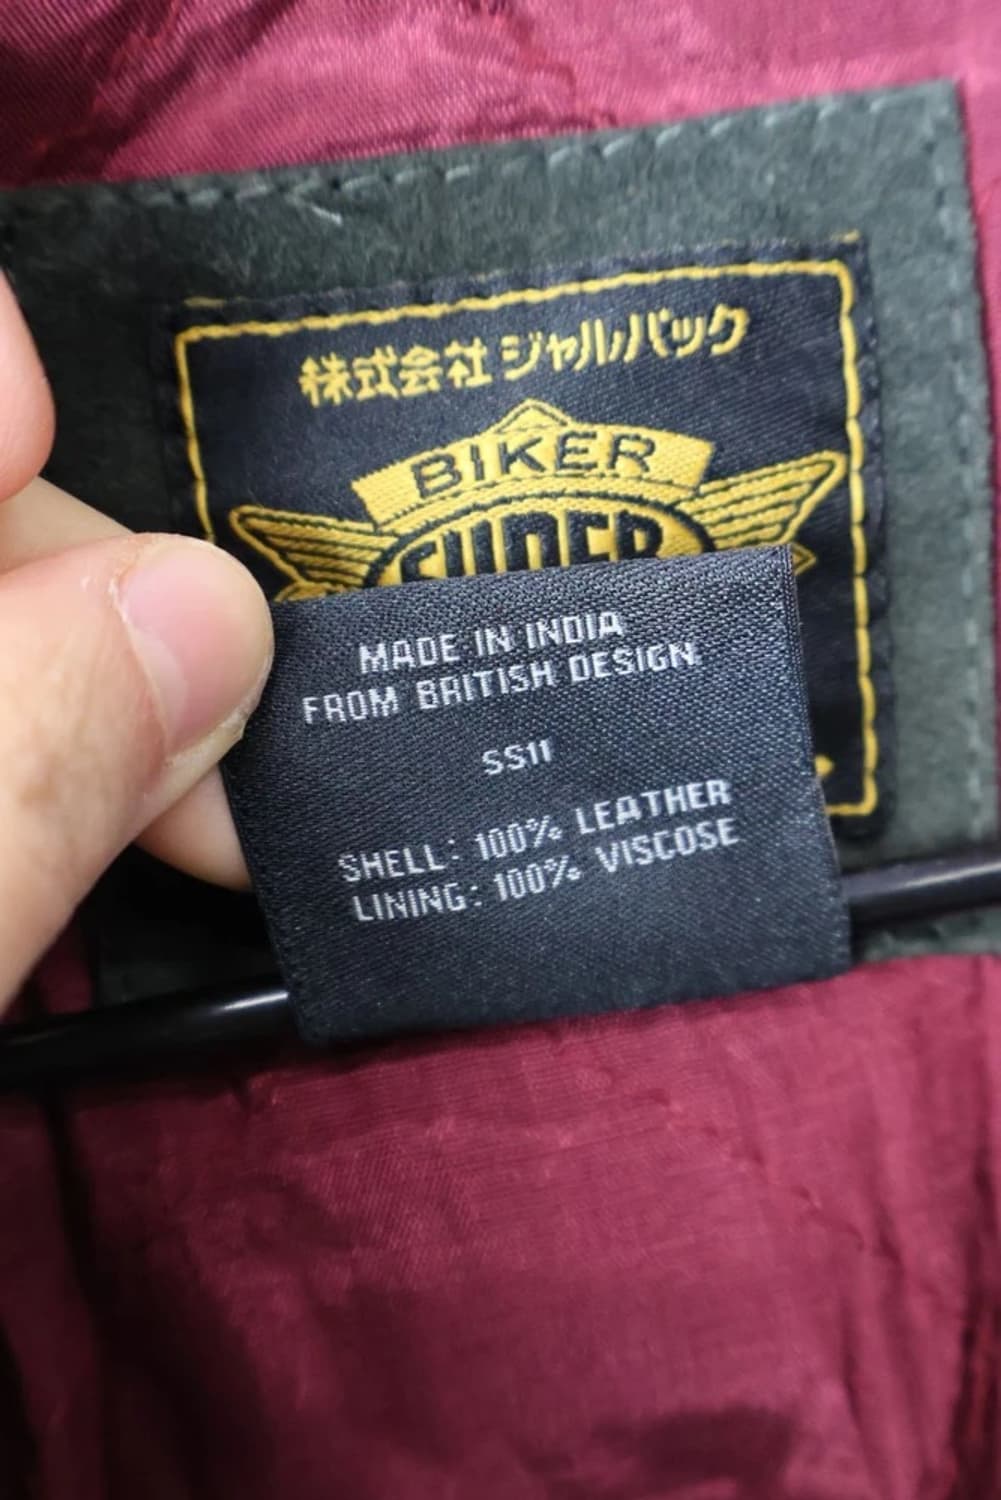 株式会社ジャルパック
BIKER
MADE IN INDIA
FROM BRITISH DESIGN
SS11
SHELL: 100% LEATHER
LINING: 100% VISCOSE